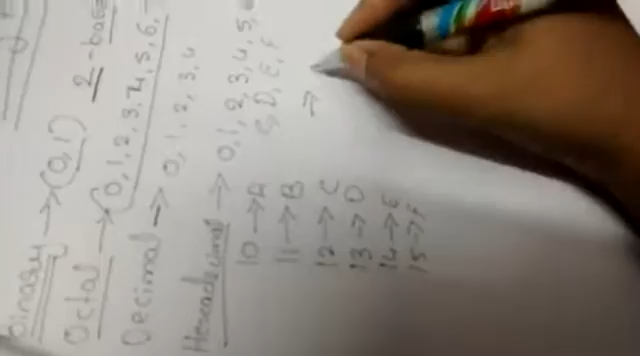 Binary → (0, 1) 2-base
Octal → (0, 1, 2, 3, 4, 5, 6,
Decimal → 0, 1, 2, 3, 4
Hexadecimal → 0, 1, 2, 3, 4, 5,
C, D, E, F
10 → A
⇒
11 → B
12 → C
13 → D
14 → E
15 → F